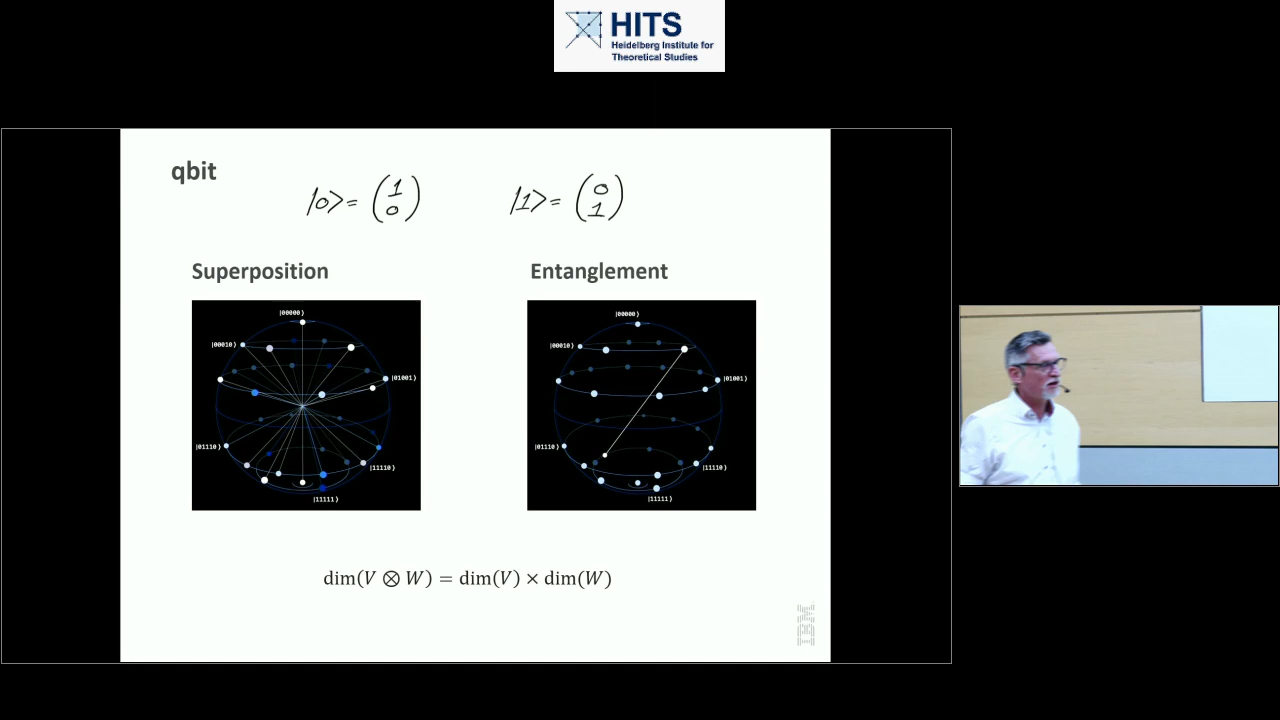 HITS
Heidelberg Institute for
Theoretical Studies
qbit
|0>= (1 0)
|1>= (0 1)
Superposition
Entanglement
|00000⟩
|00010⟩
|01001⟩
|01110⟩
|11110⟩
|11111⟩
|00000⟩
|00010⟩
|01001⟩
|01110⟩
|11110⟩
|11111⟩
dim(V ⊗ W) = dim(V) × dim(W)
IBM